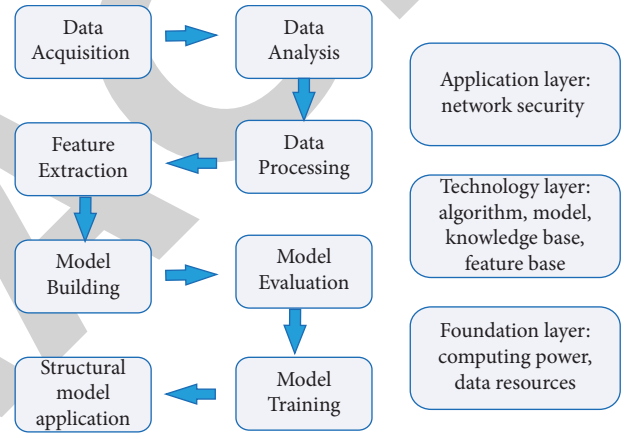 Data
Acquisition
Data
Analysis
Feature
Extraction
Data
Processing
Model
Building
Model
Evaluation
Structural
model
application
Model
Training
Application layer:
network security
Technology layer:
algorithm, model,
knowledge base,
feature base
Foundation layer:
computing power,
data resources